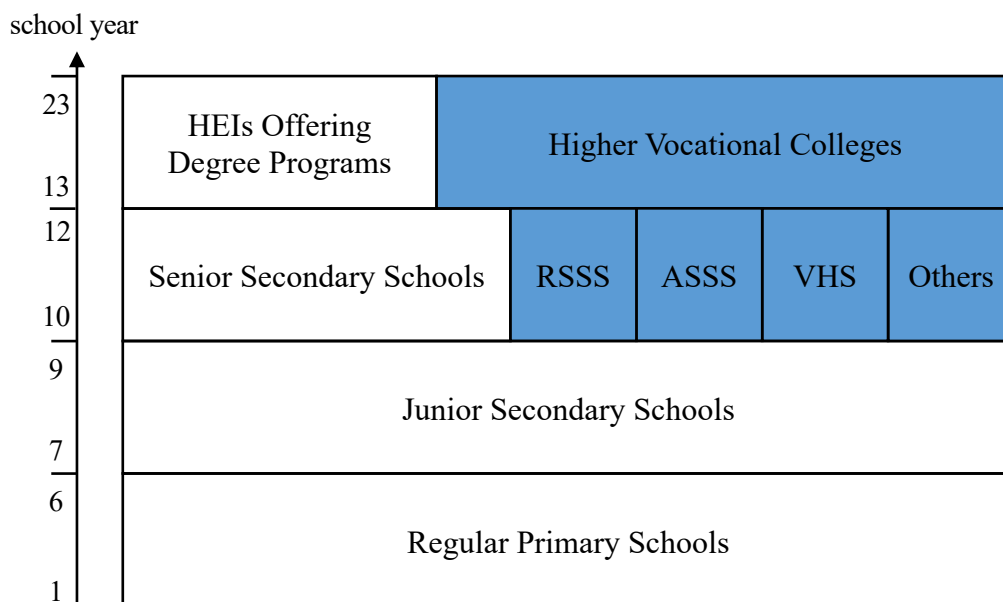 school year
23
HEIs Offering
Degree Programs
Higher Vocational Colleges
13
12
Senior Secondary Schools
RSSS
ASSS
VHS
Others
10
9
Junior Secondary Schools
7
6
Regular Primary Schools
1